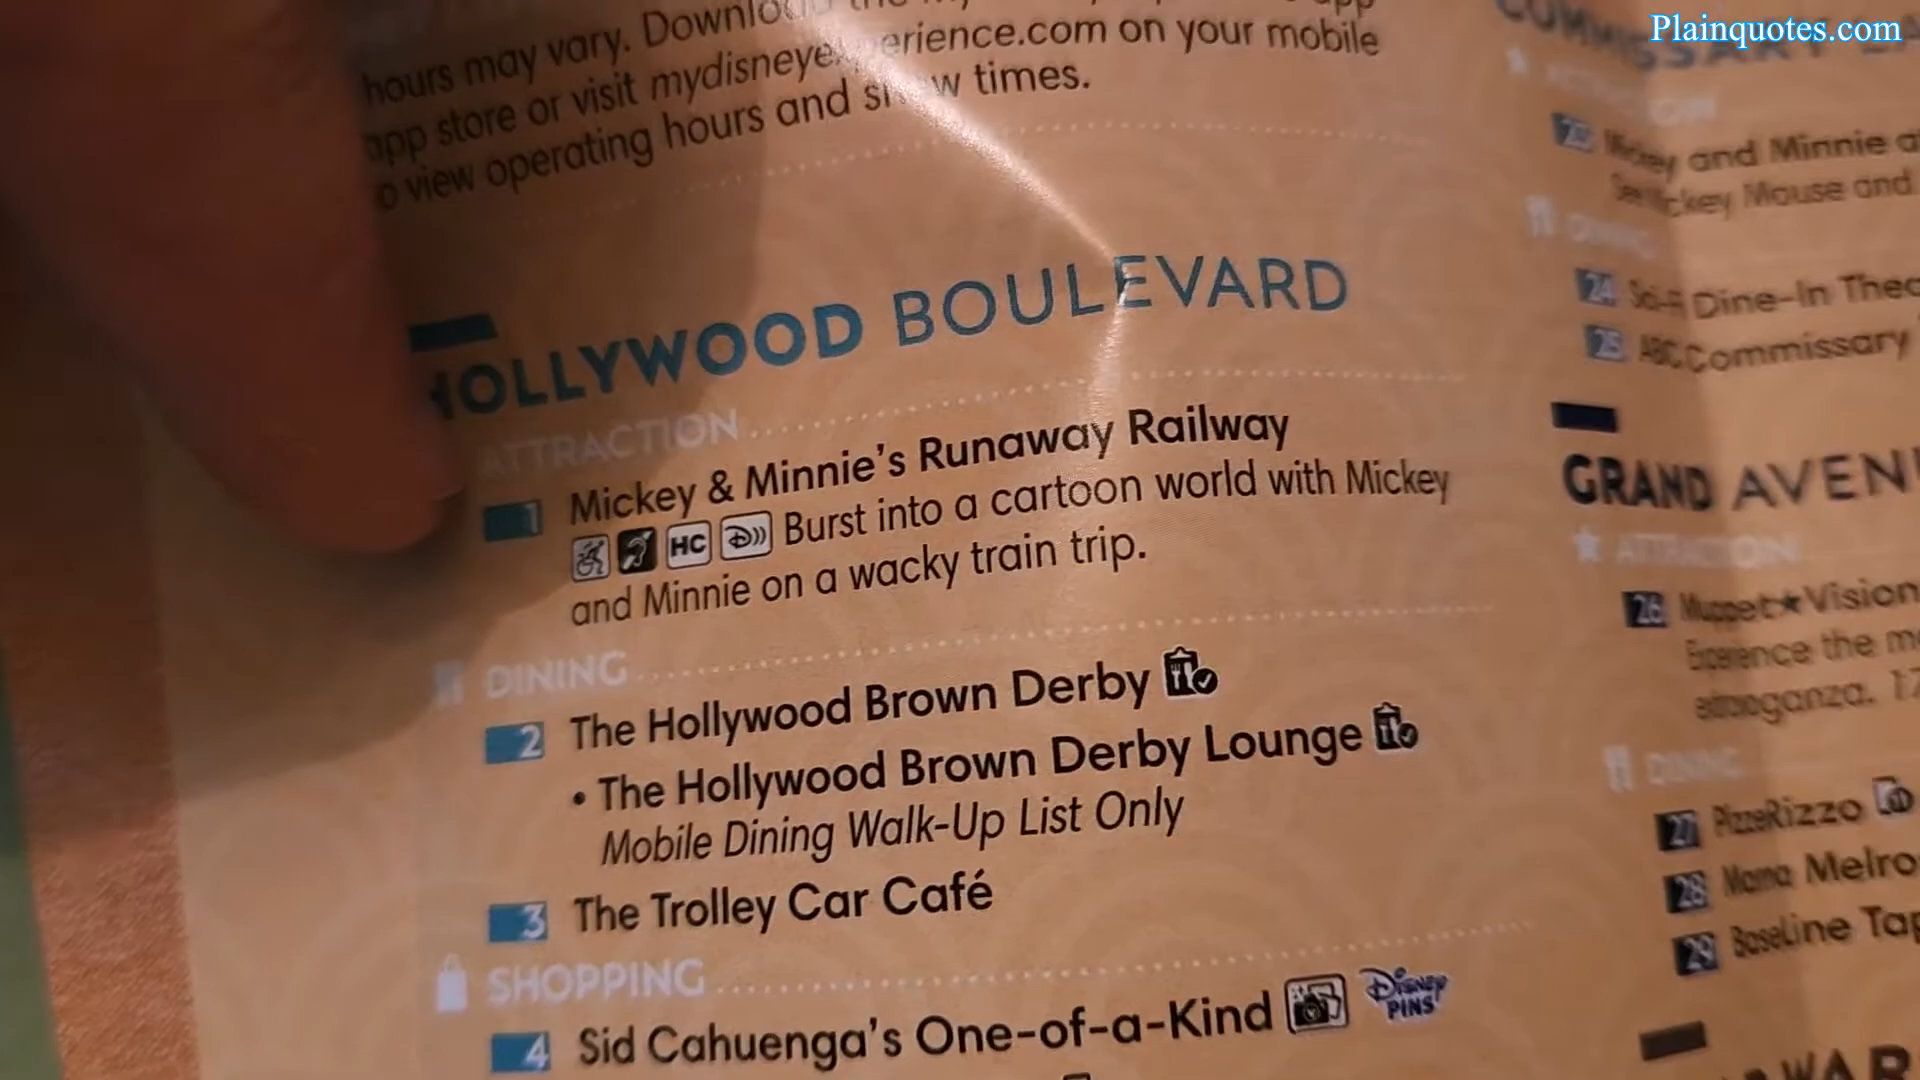 Plainquotes.com
hours may vary. Download the
app store or visit mydisneyexperience.com on your mobile
view operating hours and show times.
HOLLYWOOD BOULEVARD
ATTRACTION
1 Mickey & Minnie's Runaway Railway
HC D Burst into a cartoon world with Mickey
and Minnie on a wacky train trip.
DINING
2 The Hollywood Brown Derby
• The Hollywood Brown Derby Lounge
Mobile Dining Walk-Up List Only
3 The Trolley Car Café
SHOPPING
4 Sid Cahuenga's One-of-a-Kind Disney PINS
Mickey and Minnie
Mickey Mouse and
DINING
24 Sci-Fi Dine-In
25 ABC Commissary
GRAND
ATTRACTION
26 Muppet★Vision
Experience the
DINING
27 PizzeRizzo
28 Mama
29 BaseLine